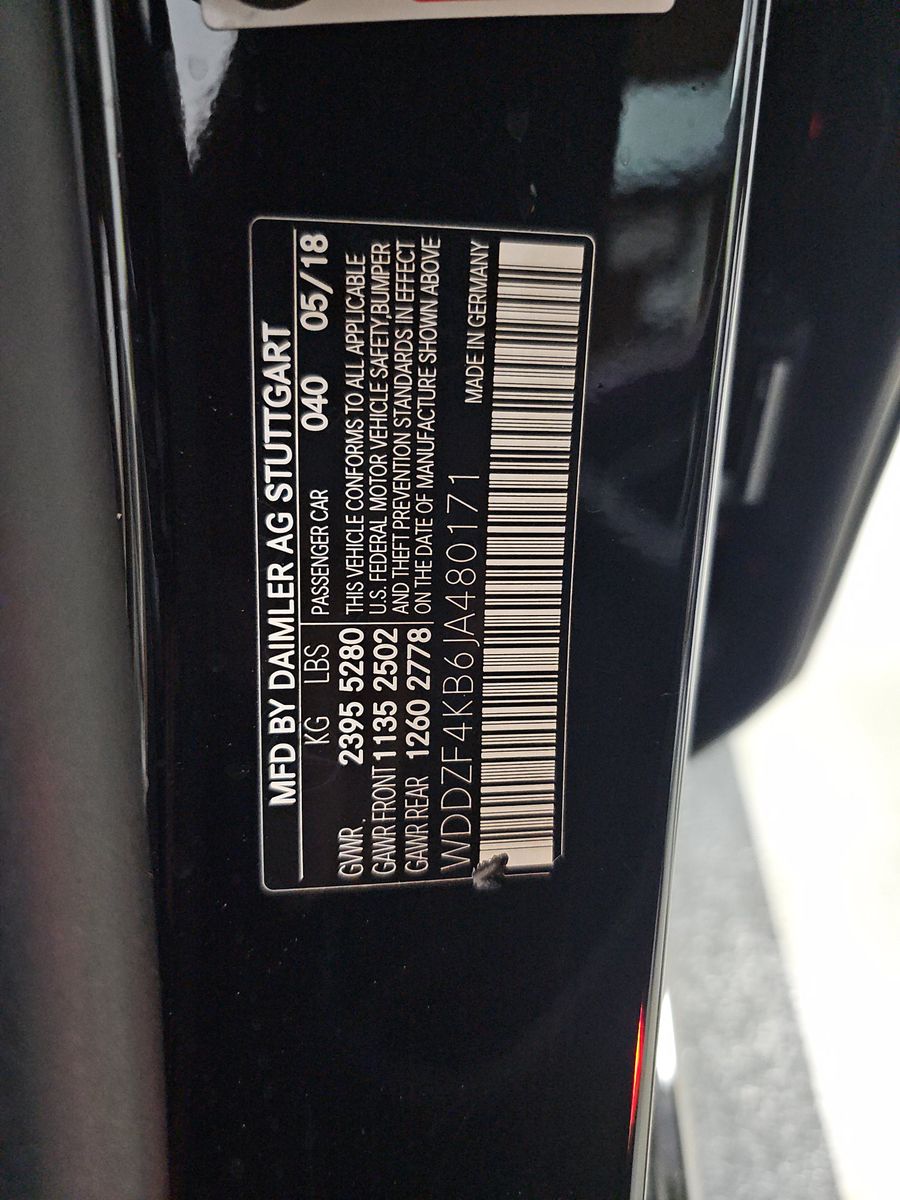 MFD BY DAIMLER AG STUTTGART
KG LBS PASSENGER CAR 040 05/18
GVWR 2395 5280 THIS VEHICLE CONFORMS TO ALL APPLICABLE
GAWR FRONT 1135 2502 U.S. FEDERAL MOTOR VEHICLE SAFETY,BUMPER
AND THEFT PREVENTION STANDARDS IN EFFECT
GAWR REAR 1260 2778 ON THE DATE OF MANUFACTURE SHOWN ABOVE
WDDZF4KB6JA480171 MADE IN GERMANY